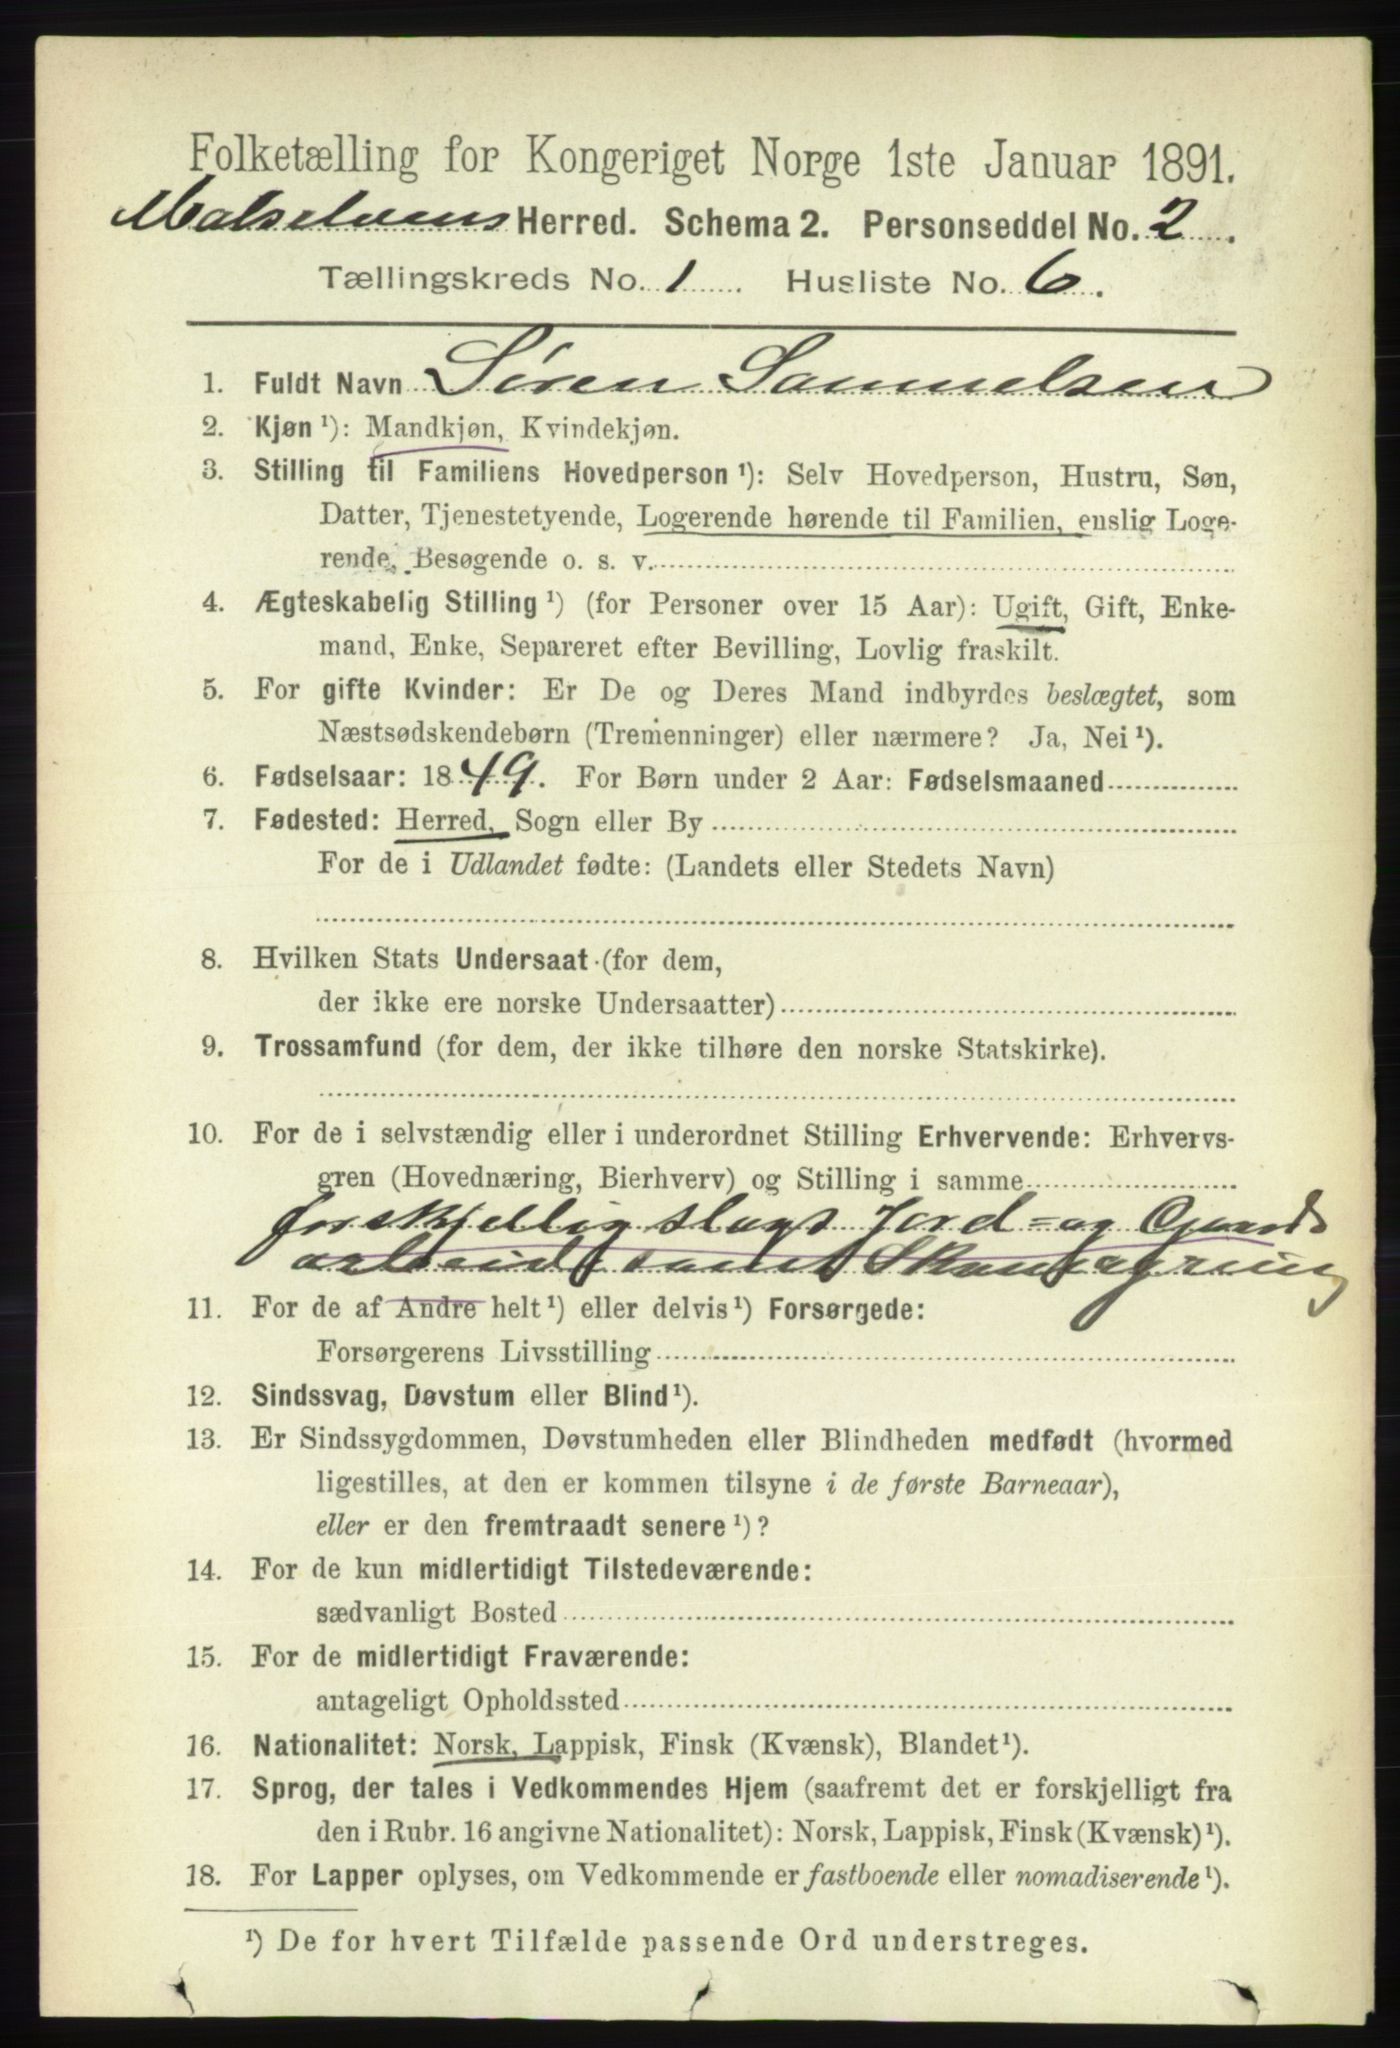 Folketælling for Kongeriget Norge 1ste Januar 1891.
Malselvens Herred. Schema 2. Personseddel No. 2.
Tællingskreds No. 1. Husliste No. 6.
1. Fuldt Navn Søren Samuelsen
2. Kjøn ¹): Mandkjøn, Kvindekjøn.
3. Stilling til Familiens Hovedperson ¹): Selv Hovedperson, Hustru, Søn,
Datter, Tjenestetyende, Logerende hørende til Familien, enslig Loge-
rende, Besøgende o. s. v.
4. Ægteskabelig Stilling ¹) (for Personer over 15 Aar): Ugift, Gift, Enke-
mand, Enke, Separeret efter Bevilling, Lovlig fraskilt.
5. For gifte Kvinder: Er De og Deres Mand indbyrdes beslægtet, som
Næstsødskendebørn (Tremenninger) eller nærmere? Ja, Nei ¹).
6. Fødselsaar: 1849. For Børn under 2 Aar: Fødselsmaaned
7. Fødested: Herred, Sogn eller By
For de i Udlandet fødte: (Landets eller Stedets Navn)
8. Hvilken Stats Undersaat (for dem,
der ikke ere norske Undersaatter)
9. Trossamfund (for dem, der ikke tilhøre den norske Statskirke).
10. For de i selvstændig eller i underordnet Stilling Erhvervende: Erhvervs-
gren (Hovednæring, Bierhverv) og Stilling i samme
forskjellig slags Jord- og Gaards
arbeide samt
11. For de af Andre helt ¹) eller delvis ¹) Forsørgede:
Forsørgerens Livsstilling
12. Sindssvag, Døvstum eller Blind ¹).
13. Er Sindssygdommen, Døvstumheden eller Blindheden medfødt (hvormed
ligestilles, at den er kommen tilsyne i de første Barneaar),
eller er den fremtraadt senere ¹)?
14. For de kun midlertidigt Tilstedeværende:
sædvanligt Bosted
15. For de midlertidigt Fraværende:
antageligt Opholdssted
16. Nationalitet: Norsk, Lappisk, Finsk (Kvænsk), Blandet ¹).
17. Sprog, der tales i Vedkommendes Hjem (saafremt det er forskjelligt fra
den i Rubr. 16 angivne Nationalitet): Norsk, Lappisk, Finsk (Kvænsk) ¹).
18. For Lapper oplyses, om Vedkommende er fastboende eller nomadiserende ¹).
¹) De for hvert Tilfælde passende Ord understreges.